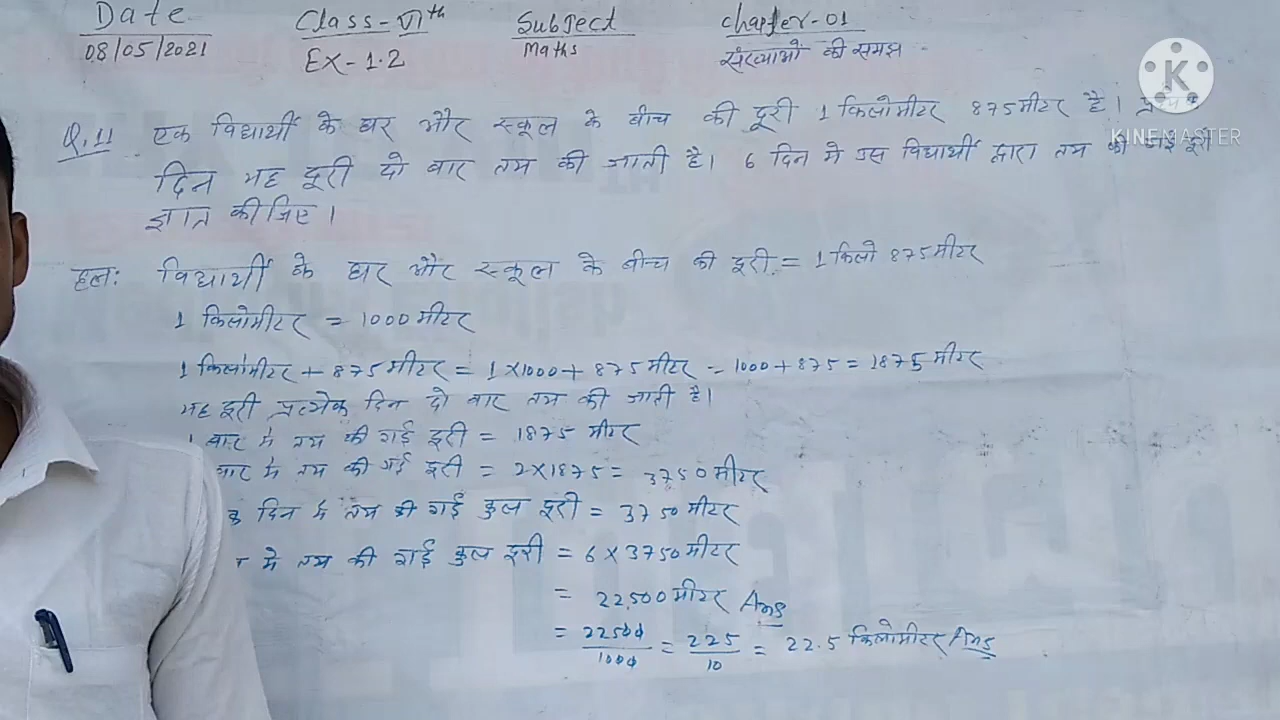 Date Class-VIth Subject Chapter-01
08/05/2021 Ex-1.2 Maths संख्याओ की समझ
K
KINEMASTER
Q.11 एक विद्यार्थी के घर और स्कूल के बीच की दूरी 1 किलोमीटर 875 मीटर है।
दिन यह दूरी दो बार तय की जाती है। 6 दिन मे उस विद्यार्थी द्वारा तय की गई दूरी
ज्ञात कीजिए।
हल: विद्यार्थी के घर और स्कूल के बीच की दूरी = 1 किलो 875 मीटर
1 किलोमीटर = 1000 मीटर
1 किलोमीटर + 875 मीटर = 1×1000 + 875 मीटर = 1000 + 875 = 1875 मीटर
यह दूरी प्रत्येक दिन दो बार तय की जाती है।
बार मे तय की गई दूरी = 1875 मीटर
बार मे तय की गई दूरी = 2×1875 = 3750 मीटर
क दिन मे तय की गई कुल दूरी = 3750 मीटर
मे तय की गई कुल दूरी = 6 × 3750 मीटर
= 22,500 मीटर Ans
= 22500/1000 = 225/10 = 22.5 किलोमीटर Ans